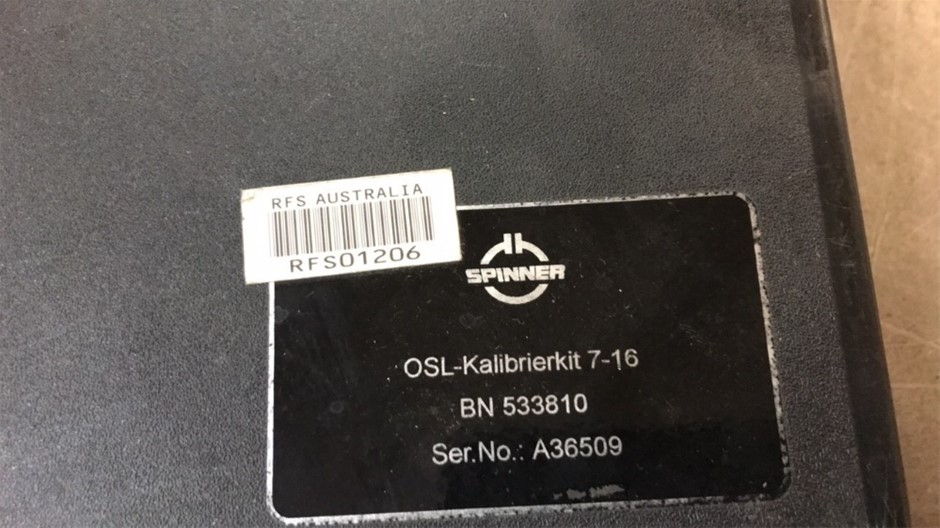 RFS AUSTRALIA
RFS01206
SPINNER
OSL-Kalibrierkit 7-16
BN 533810
Ser.No.: A36509